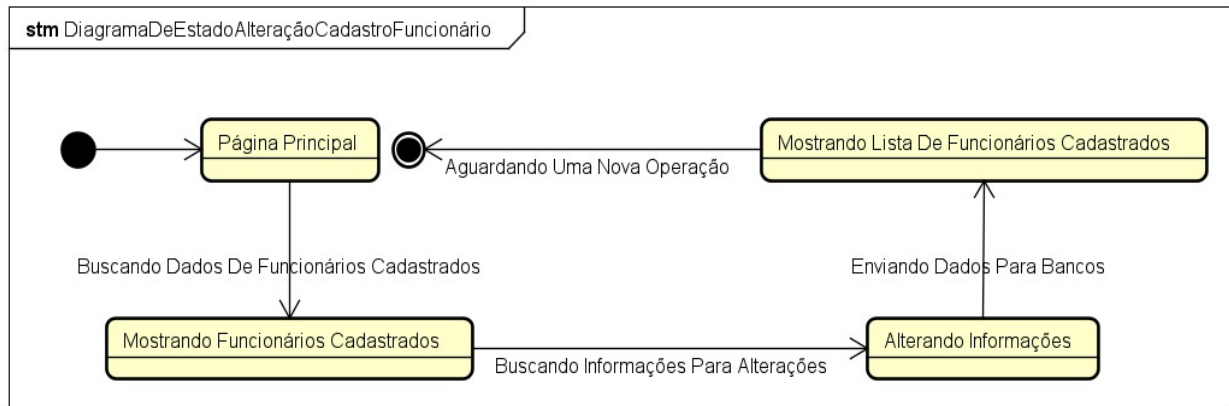 stm DiagramaDeEstadoAlteraçãoCadastroFuncionário
Página Principal
Mostrando Lista De Funcionários Cadastrados
Aguardando Uma Nova Operação
Buscando Dados De Funcionários Cadastrados
Enviando Dados Para Bancos
Mostrando Funcionários Cadastrados
Alterando Informações
Buscando Informações Para Alterações